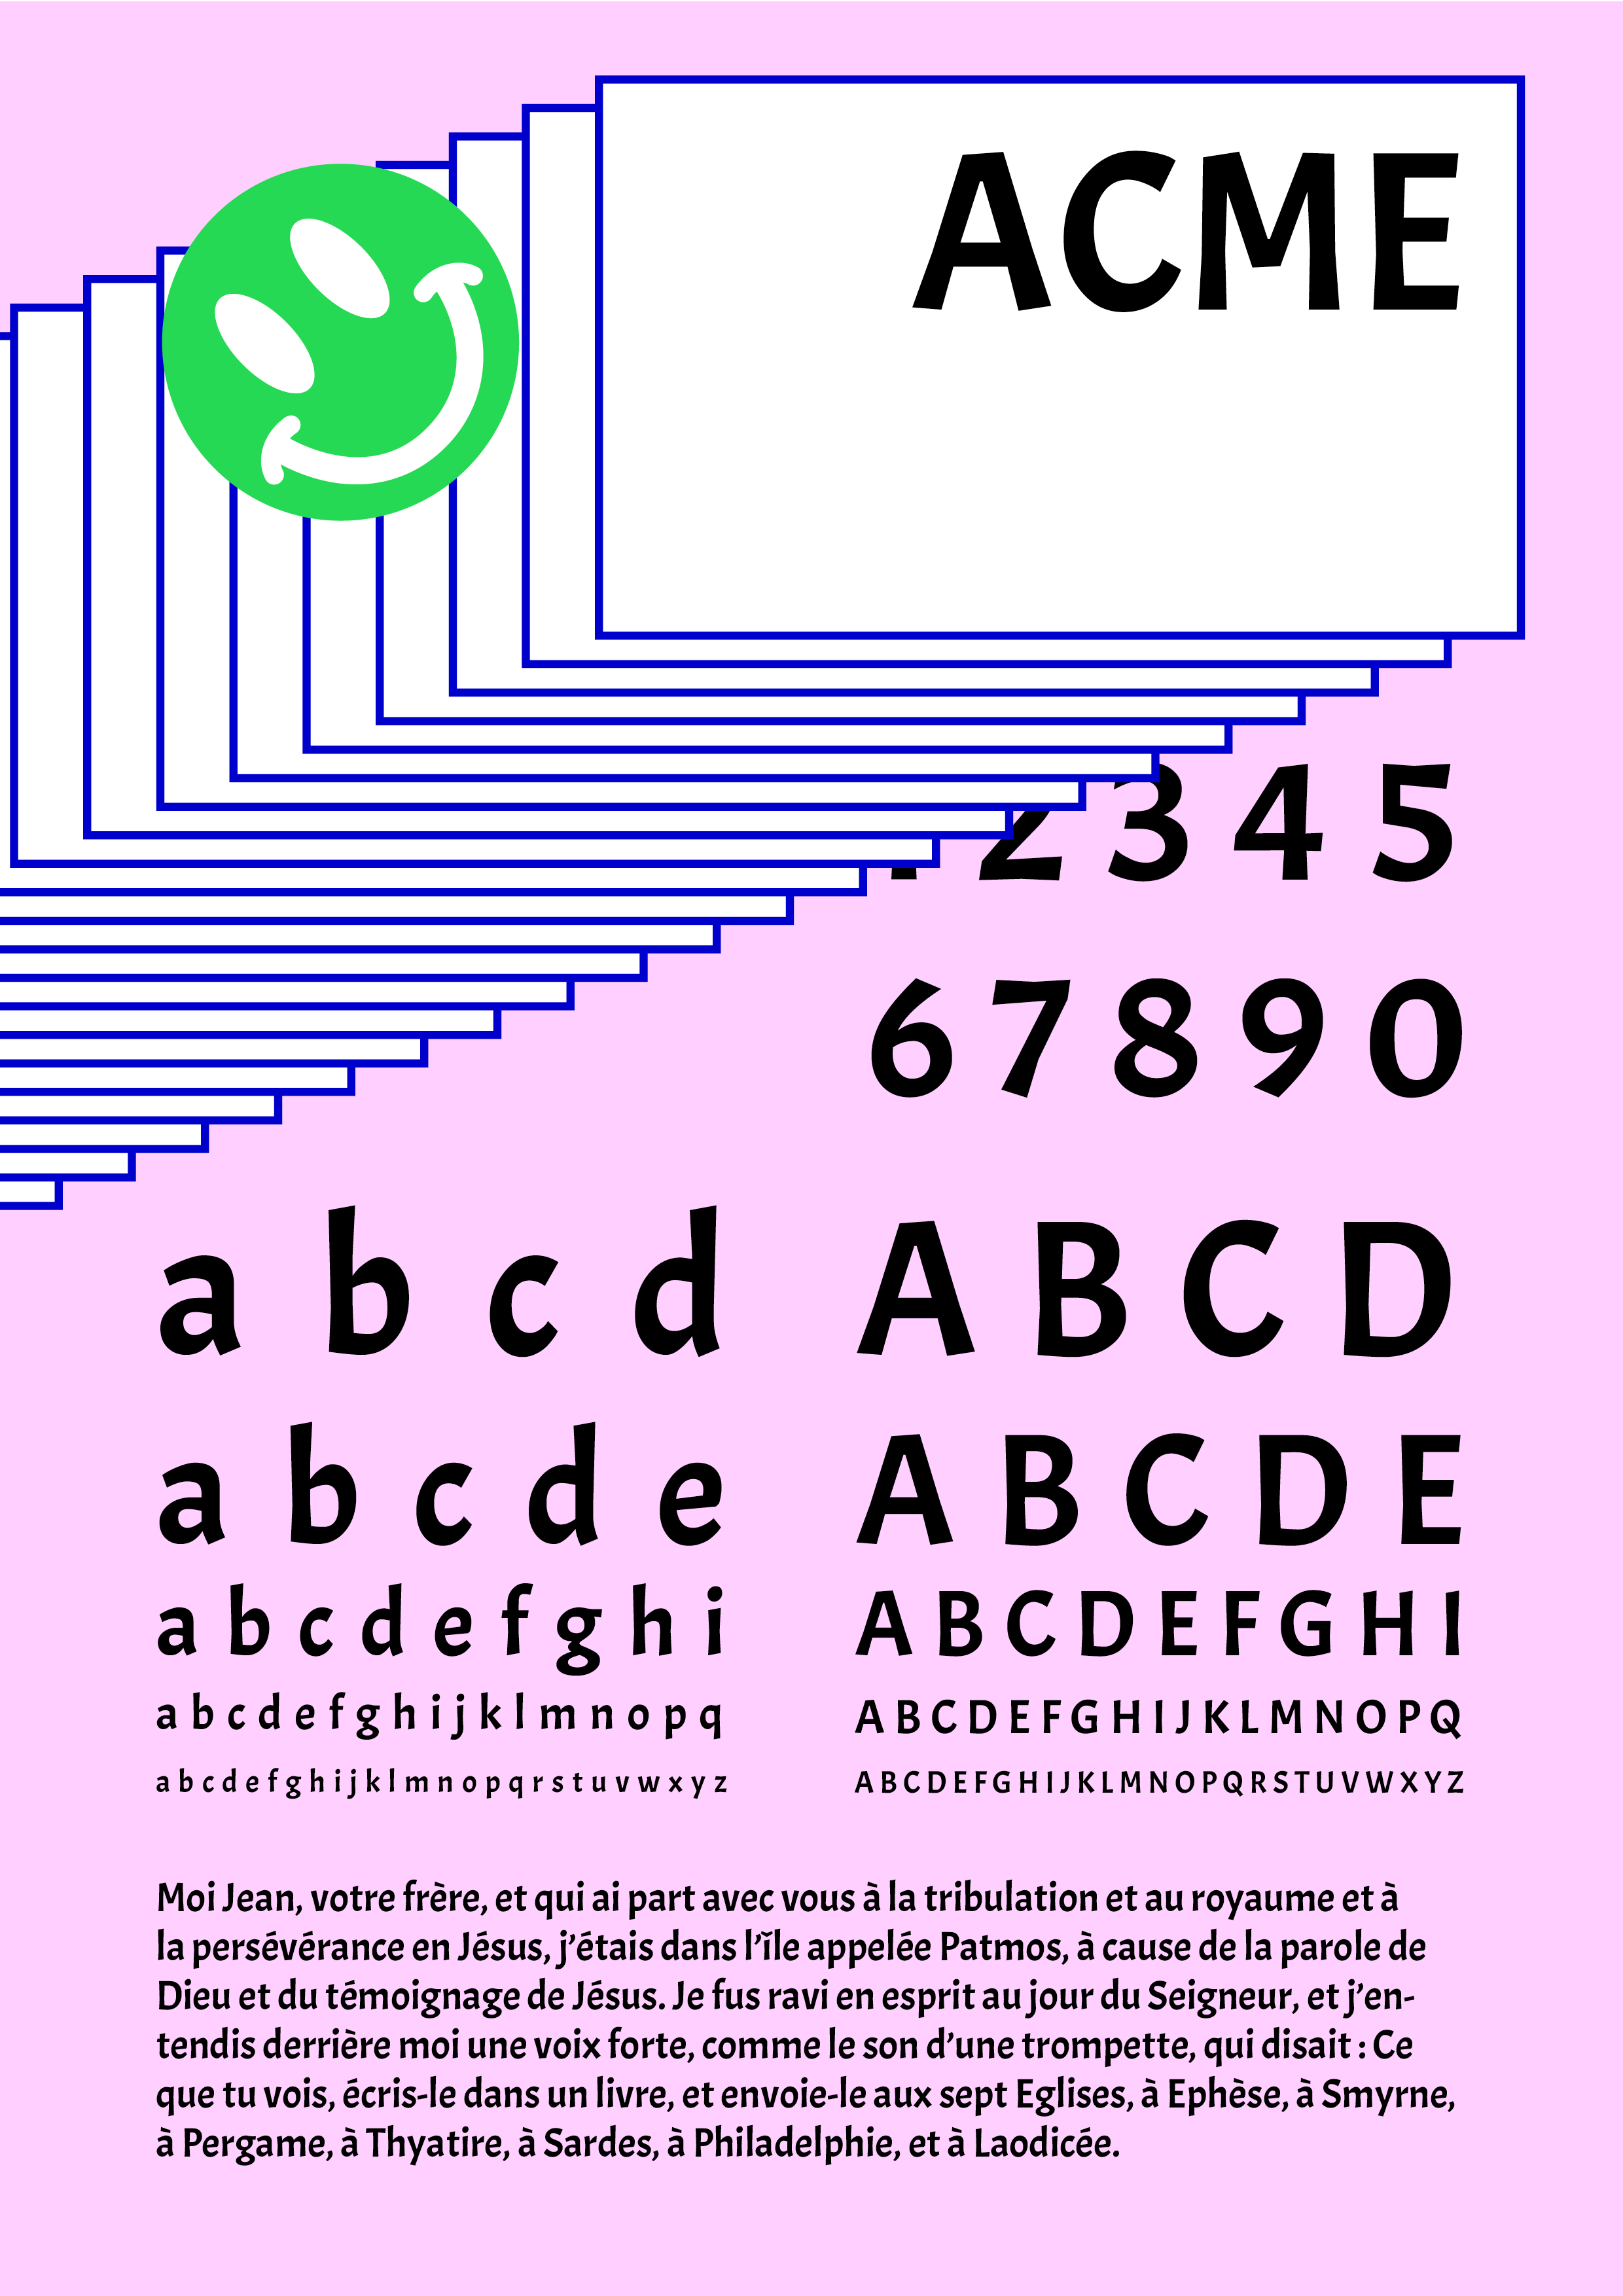 ACME
2 3 4 5
6 7 8 9 0
a b c d
A B C D
a b c d e
A B C D E
a b c d e f g h i
A B C D E F G H I
a b c d e f g h i j k l m n o p q
A B C D E F G H I J K L M N O P Q
a b c d e f g h i j k l m n o p q r s t u v w x y z
A B C D E F G H I J K L M N O P Q R S T U V W X Y Z
Moi Jean, votre frère, et qui ai part avec vous à la tribulation et au royaume et à
la persévérance en Jésus, j’étais dans l’île appelée Patmos, à cause de la parole de
Dieu et du témoignage de Jésus. Je fus ravi en esprit au jour du Seigneur, et j’en-
tendis derrière moi une voix forte, comme le son d’une trompette, qui disait : Ce
que tu vois, écris-le dans un livre, et envoie-le aux sept Eglises, à Ephèse, à Smyrne,
à Pergame, à Thyatire, à Sardes, à Philadelphie, et à Laodicée.